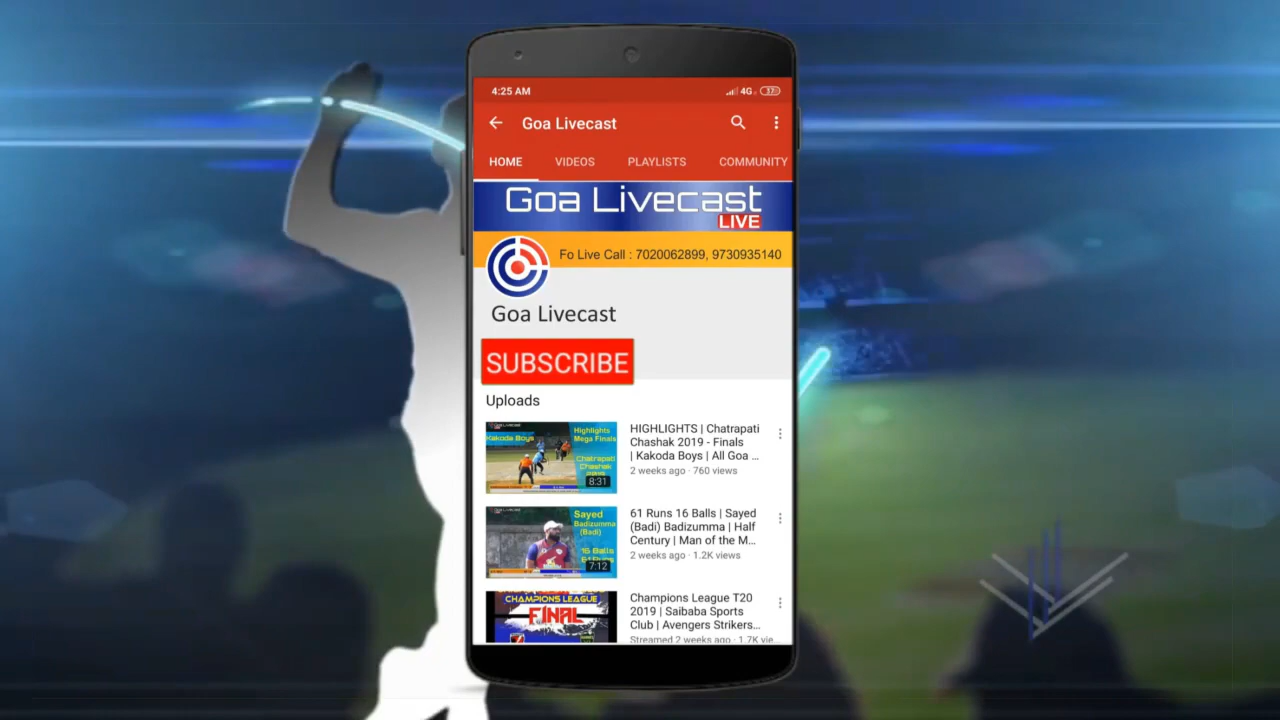 4:25 AM
4G
37
Goa Livecast
HOME VIDEOS PLAYLISTS COMMUNITY
Goa Livecast
LIVE
Fo Live Call : 7020062899, 9730935140
Goa Livecast
SUBSCRIBE
Uploads
Kakoda Boys
Highlights
Mega Finals
Chatrapati
Chashak
8:31
HIGHLIGHTS | Chatrapati
Chashak 2019 - Finals
| Kakoda Boys | All Goa ...
2 weeks ago · 760 views
Sayed
Badizumma
(Badi)
16 Balls
7:12
61 Runs 16 Balls | Sayed
(Badi) Badizumma | Half
Century | Man of the M...
2 weeks ago · 1.2K views
CHAMPIONS LEAGUE
FINAL
Champions League T20
2019 | Saibaba Sports
Club | Avengers Strikers...
Streamed 2 weeks ago · 1.7K vie...